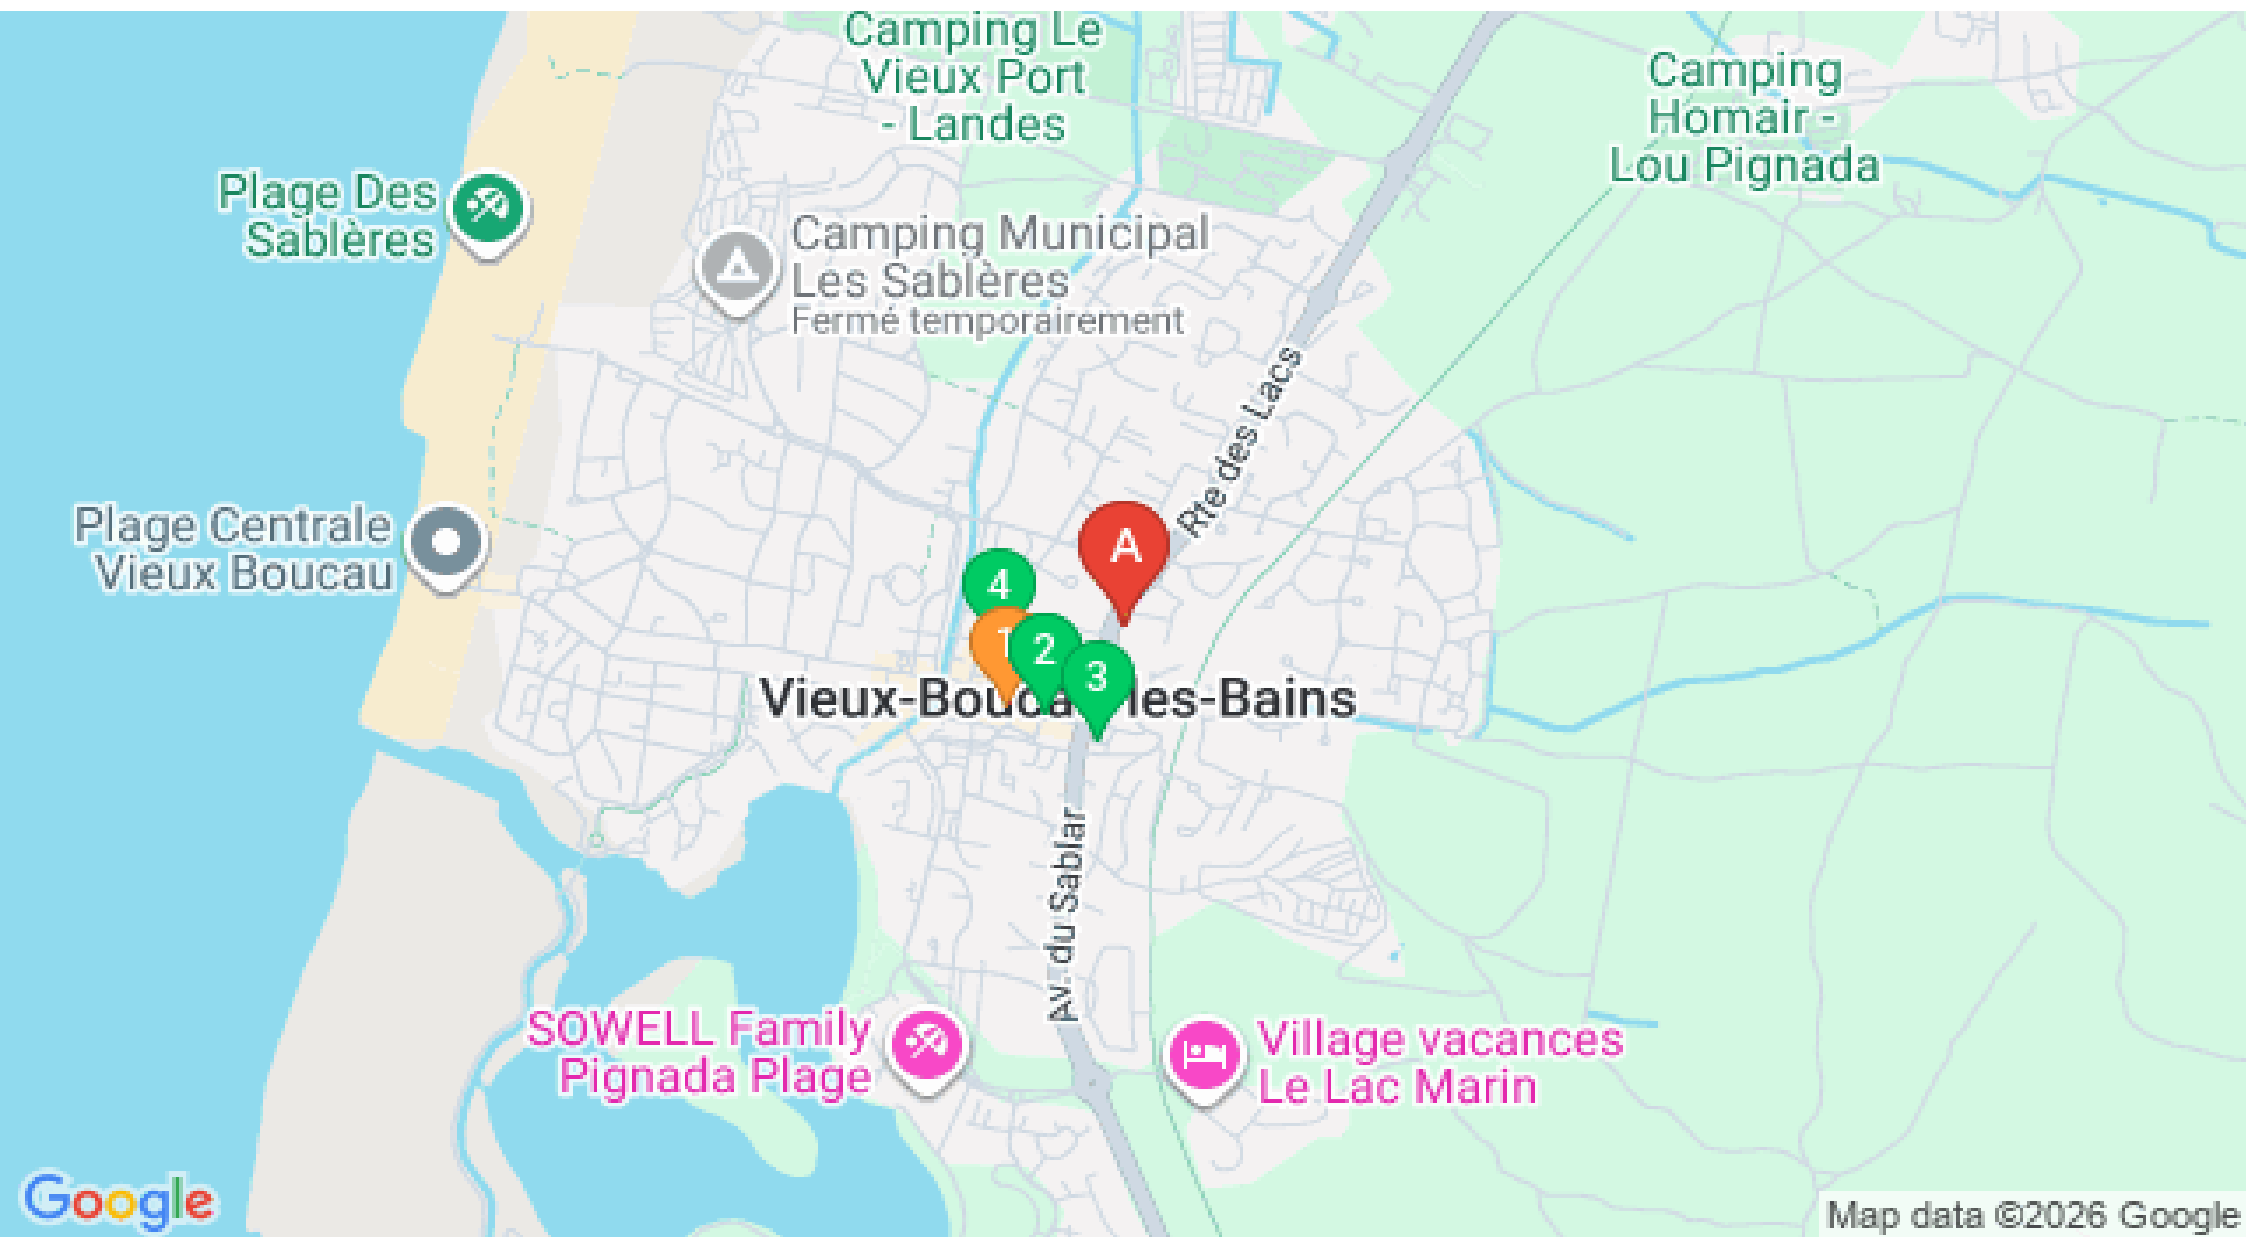 Camping Le
Vieux Port
- Landes
Camping
Homair -
Lou Pignada
Plage Des
Sablères
Camping Municipal
Les Sablères
Fermé temporairement
Rte des Lacs
Plage Centrale
Vieux Boucau
A
4
1
2
3
Vieux-Boucau-les-Bains
Av. du Sablar
SOWELL Family
Pignada Plage
Village vacances
Le Lac Marin
Google
Map data ©2026 Google